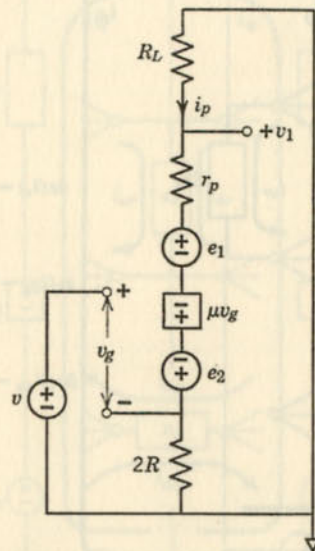 R_L
i_p
+v_1
r_p
± e_1
∓ μv_g
± e_2
+
v_g
−
v ±
2R